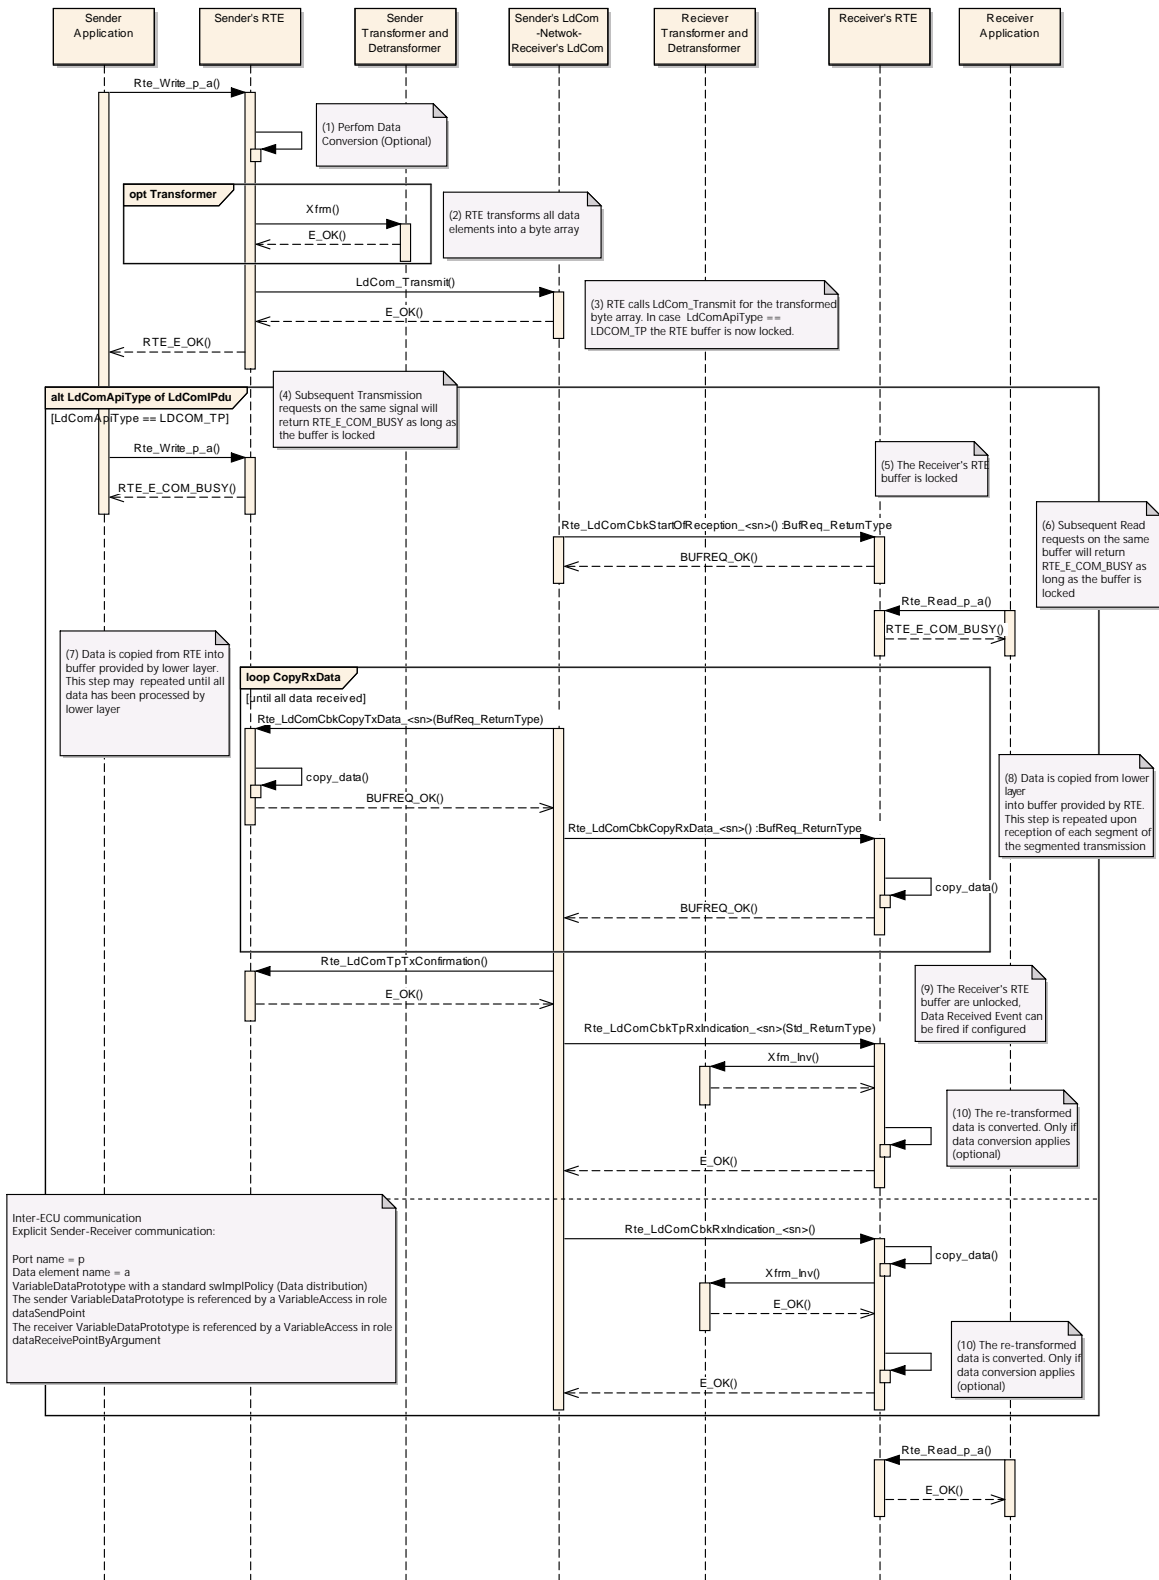 Sender
Application
Sender's RTE
Sender
Transformer and
Detransformer
Sender's LdCom
-Netwok-
Receiver's LdCom
Reciever
Transformer and
Detransformer
Receiver's RTE
Receiver
Application
Rte_Write_p_a()
(1) Perfom Data
Conversion (Optional)
opt Transformer
Xfrm()
E_OK()
(2) RTE transforms all data
elements into a byte array
LdCom_Transmit()
E_OK()
(3) RTE calls LdCom_Transmit for the transformed
byte array. In case LdComApiType ==
LDCOM_TP the RTE buffer is now locked.
RTE_E_OK()
alt LdComApiType of LdComIPdu
[LdComApiType == LDCOM_TP]
(4) Subsequent Transmission
requests on the same signal will
return RTE_E_COM_BUSY as long as
the buffer is locked
Rte_Write_p_a()
RTE_E_COM_BUSY()
(5) The Receiver's RTE
buffer is locked
Rte_LdComCbkStartOfReception_<sn>() :BufReq_ReturnType
BUFREQ_OK()
(6) Subsequent Read
requests on the same
buffer will return
RTE_E_COM_BUSY as
long as the buffer is
locked
Rte_Read_p_a()
RTE_E_COM_BUSY()
(7) Data is copied from RTE into
buffer provided by lower layer.
This step may repeated until all
data has been processed by
lower layer
loop CopyRxData
[until all data received]
Rte_LdComCbkCopyTxData_<sn>(BufReq_ReturnType)
copy_data()
BUFREQ_OK()
(8) Data is copied from lower
layer
into buffer provided by RTE.
This step is repeated upon
reception of each segment of
the segmented transmission
Rte_LdComCbkCopyRxData_<sn>() :BufReq_ReturnType
copy_data()
BUFREQ_OK()
Rte_LdComTpTxConfirmation()
E_OK()
(9) The Receiver's RTE
buffer are unlocked,
Data Received Event can
be fired if configured
Rte_LdComCbkTpRxIndication_<sn>(Std_ReturnType)
Xfm_Inv()
(10) The re-transformed
data is converted. Only if
data conversion applies
(optional)
E_OK()
Inter-ECU communication
Explicit Sender-Receiver communication:
Port name = p
Data element name = a
VariableDataPrototype with a standard swImplPolicy (Data distribution)
The sender VariableDataPrototype is referenced by a VariableAccess in role
dataSendPoint
The receiver VariableDataPrototype is referenced by a VariableAccess in role
dataReceivePointByArgument
Rte_LdComCbkRxIndication_<sn>()
copy_data()
Xfrm_Inv()
E_OK()
(10) The re-transformed
data is converted. Only if
data conversion applies
(optional)
E_OK()
Rte_Read_p_a()
E_OK()